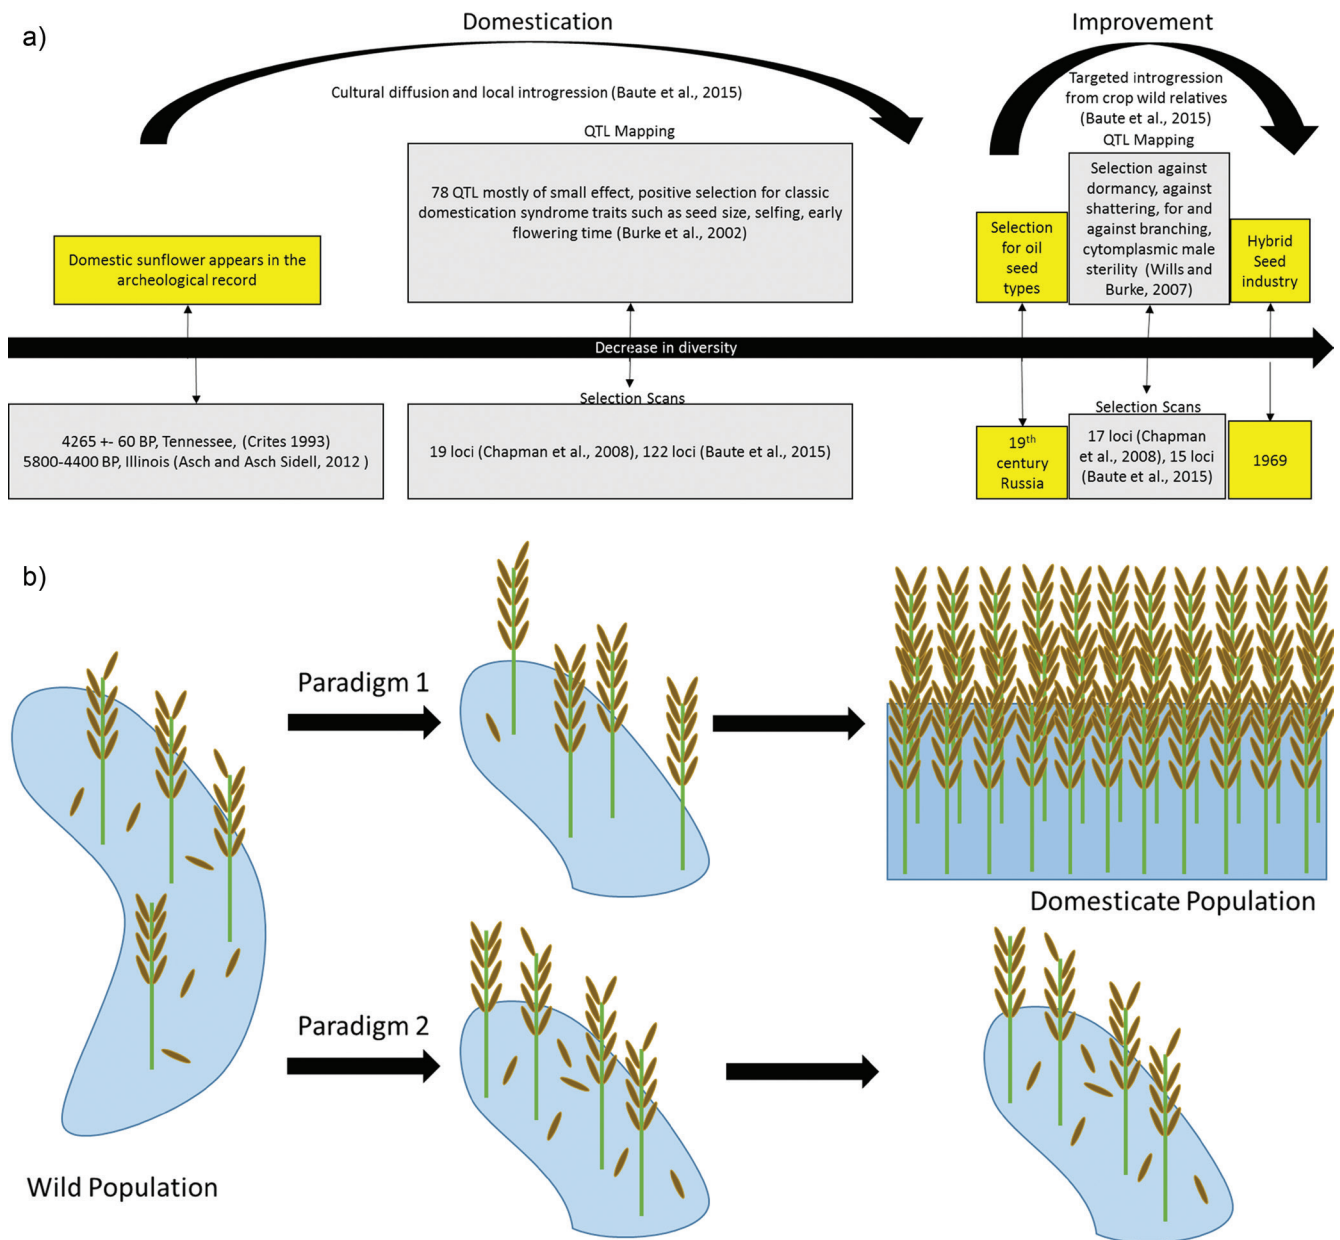 a)
Domestication
Improvement
Cultural diffusion and local introgression (Baute et al., 2015)
Targeted introgression
from crop wild relatives
(Baute et al., 2015)
QTL Mapping
QTL Mapping
Domestic sunflower appears in the
archeological record
78 QTL mostly of small effect, positive selection for classic
domestication syndrome traits such as seed size, selfing, early
flowering time (Burke et al., 2002)
Selection
for oil
seed
types
Selection against
dormancy, against
shattering, for and
against branching,
cytoplasmic male
sterility (Wills and
Burke, 2007)
Hybrid
Seed
industry
Decrease in diversity
4265 +- 60 BP, Tennessee, (Crites 1993)
5800-4400 BP, Illinois (Asch and Asch Sidell, 2012 )
Selection Scans
19 loci (Chapman et al., 2008), 122 loci (Baute et al., 2015)
19th
century
Russia
Selection Scans
17 loci (Chapman
et al., 2008), 15 loci
(Baute et al., 2015)
1969
b)
Paradigm 1
Domesticate Population
Paradigm 2
Wild Population